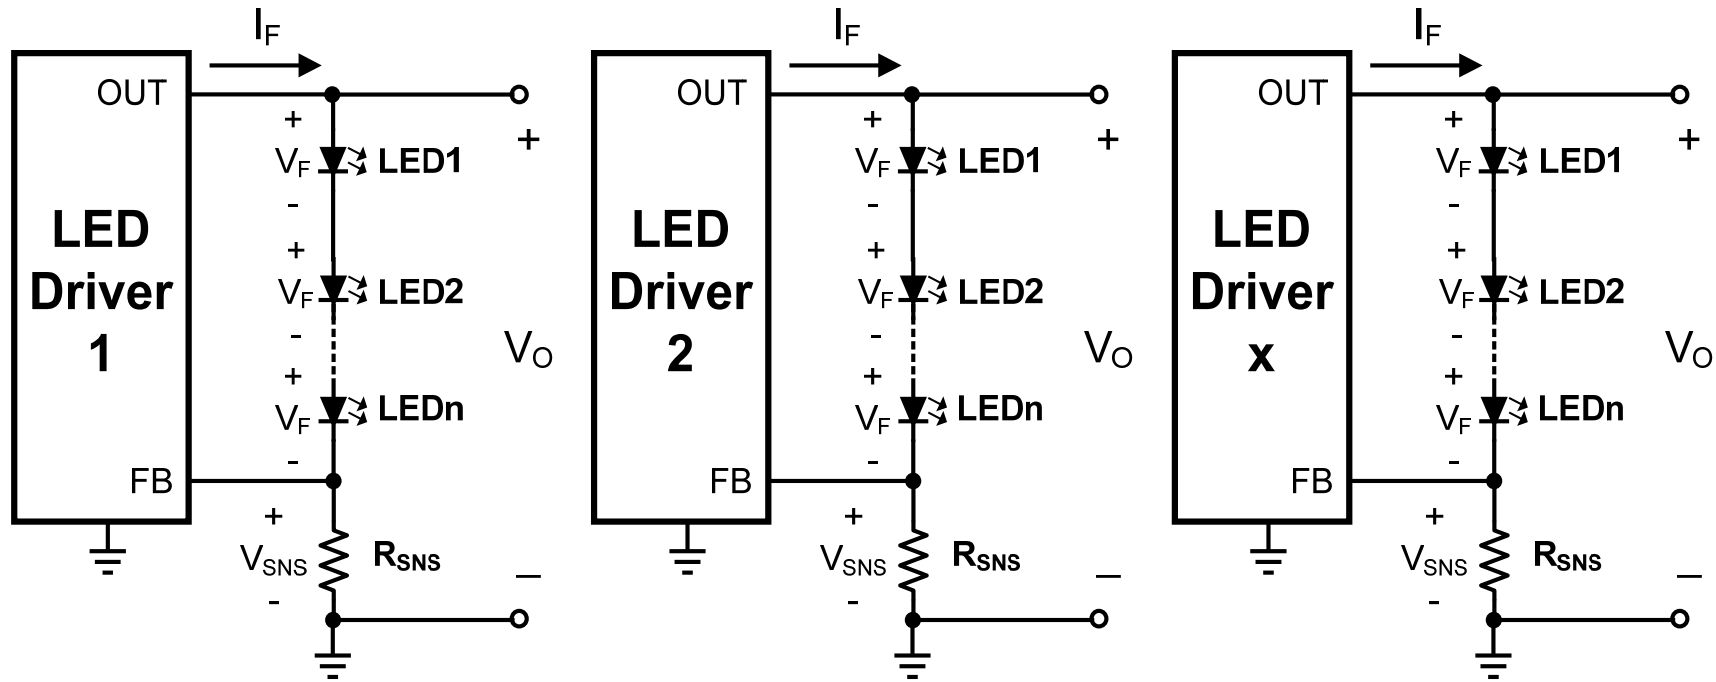 I_F
OUT
+
V_F
-
LED1
+
LED
Driver
1
+
V_F
-
LED2
V_O
+
V_F
-
LEDn
FB
+
V_SNS
-
R_SNS
–
I_F
OUT
+
V_F
-
LED1
+
LED
Driver
2
+
V_F
-
LED2
V_O
+
V_F
-
LEDn
FB
+
V_SNS
-
R_SNS
–
I_F
OUT
+
V_F
-
LED1
+
LED
Driver
x
+
V_F
-
LED2
V_O
+
V_F
-
LEDn
FB
+
V_SNS
-
R_SNS
–